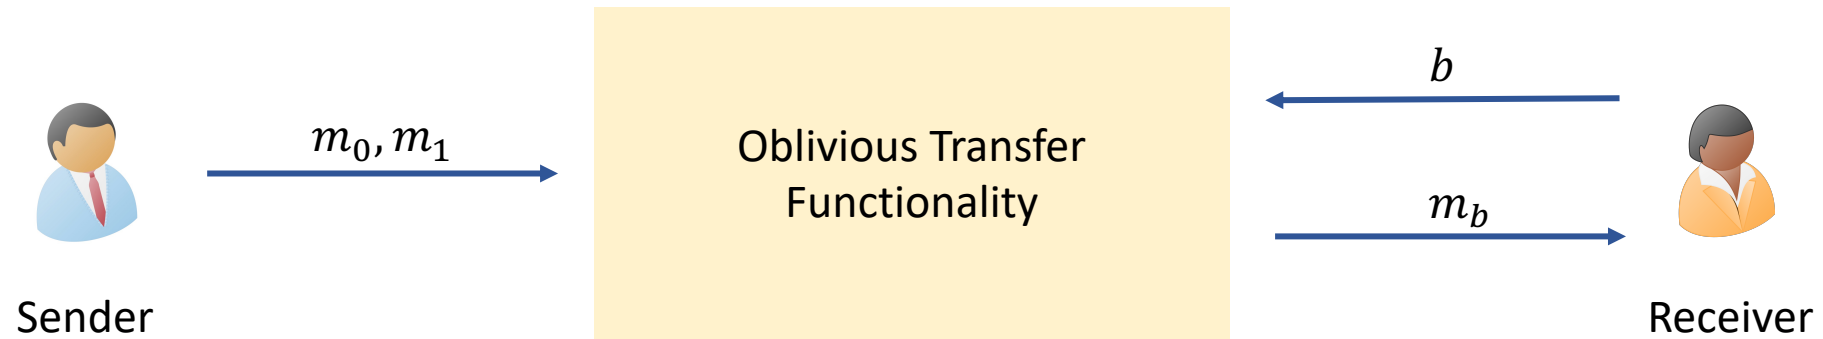 b
m₀, m₁
Oblivious Transfer
Functionality
m_b
Sender
Receiver